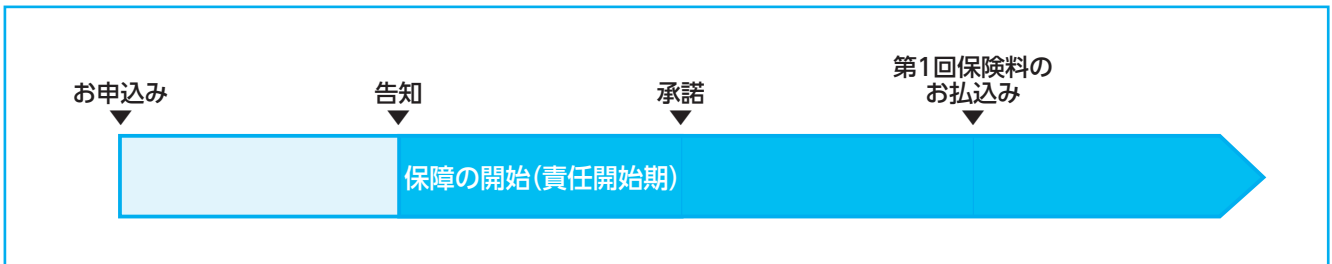 お申込み
告知
承諾
第1回保険料の
お払込み
保障の開始(責任開始期)